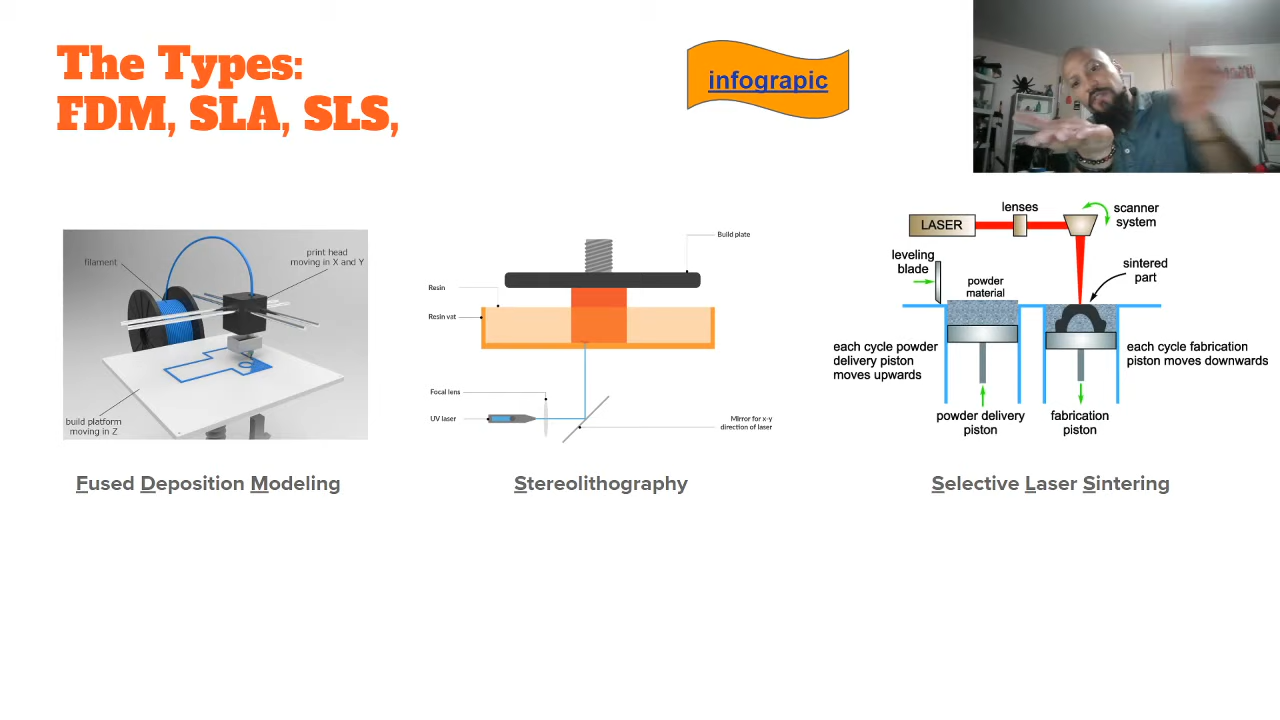 The Types:
FDM, SLA, SLS,
infograpic
filament
print head
moving in X and Y
build platform
moving in Z
Fused Deposition Modeling
Build plate
Resin
Resin vat
Focal lens
UV laser
Mirror for x-y
direction of laser
Stereolithography
LASER
lenses
scanner
system
leveling
blade
powder
material
sintered
part
each cycle powder
delivery piston
moves upwards
each cycle fabrication
piston moves downwards
powder delivery
piston
fabrication
piston
Selective Laser Sintering